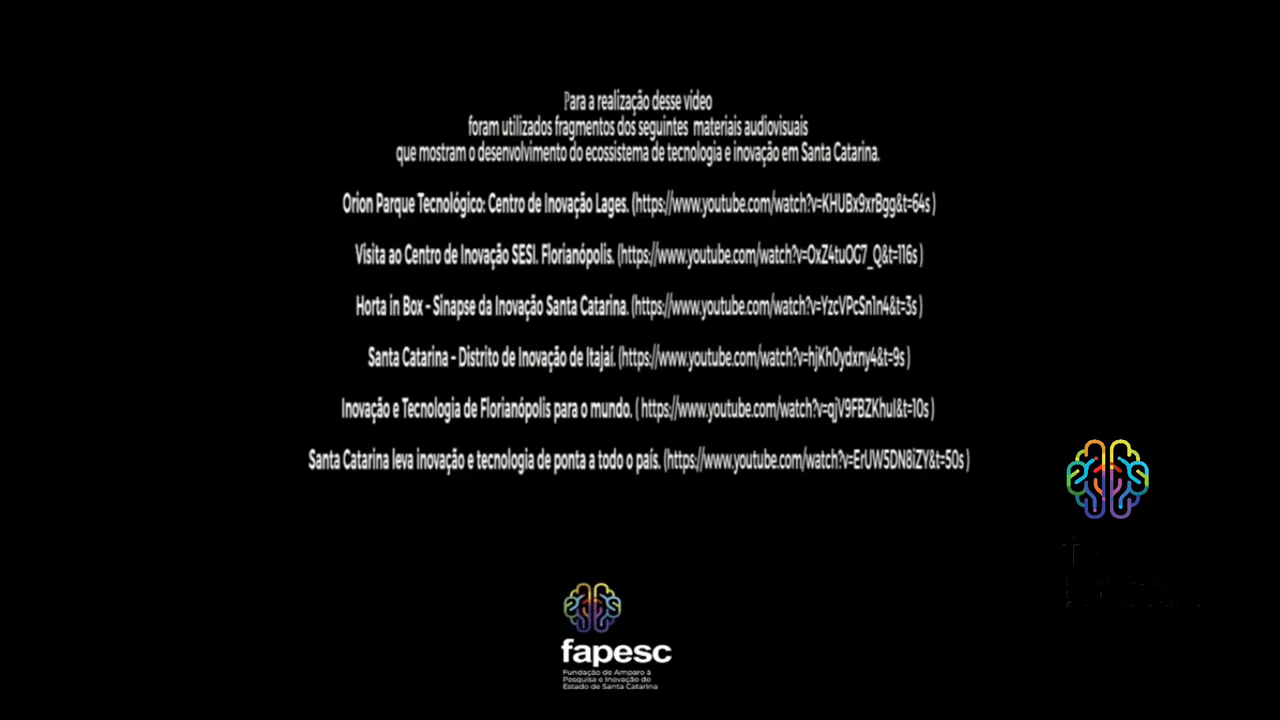 Para a realização desse vídeo
foram utilizados fragmentos dos seguintes materiais audiovisuais
que mostram o desenvolvimento do ecossistema de tecnologia e inovação em Santa Catarina.
Orion Parque Tecnológico: Centro de Inovação Lages. (https://www.youtube.com/watch?v=KHUBx9xrBgg&t=64s )
Visita ao Centro de Inovação SESI. Florianópolis. (https://www.youtube.com/watch?v=OxZ4tuOG7_Q&t=116s )
Horta in Box - Sinapse da Inovação Santa Catarina. (https://www.youtube.com/watch?v=YzcVPcSn1n4&t=3s )
Santa Catarina - Distrito de Inovação de Itajaí. (https://www.youtube.com/watch?v=hjKh0ydxny4&t=9s )
Inovação e Tecnologia de Florianópolis para o mundo. ( https://www.youtube.com/watch?v=qjV9FBZKhuI&t=10s )
Santa Catarina leva inovação e tecnologia de ponta a todo o país. (https://www.youtube.com/watch?v=ErUW5DN8iZY&t=50s )
fapesc
Fundação de Amparo à
Pesquisa e Inovação do
Estado de Santa Catarina